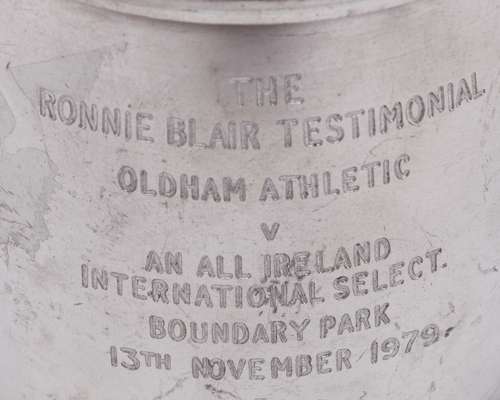 THE
RONNIE BLAIR TESTIMONIAL
OLDHAM ATHLETIC
V
AN ALL IRELAND
INTERNATIONAL SELECT.
BOUNDARY PARK
13TH NOVEMBER 1979.